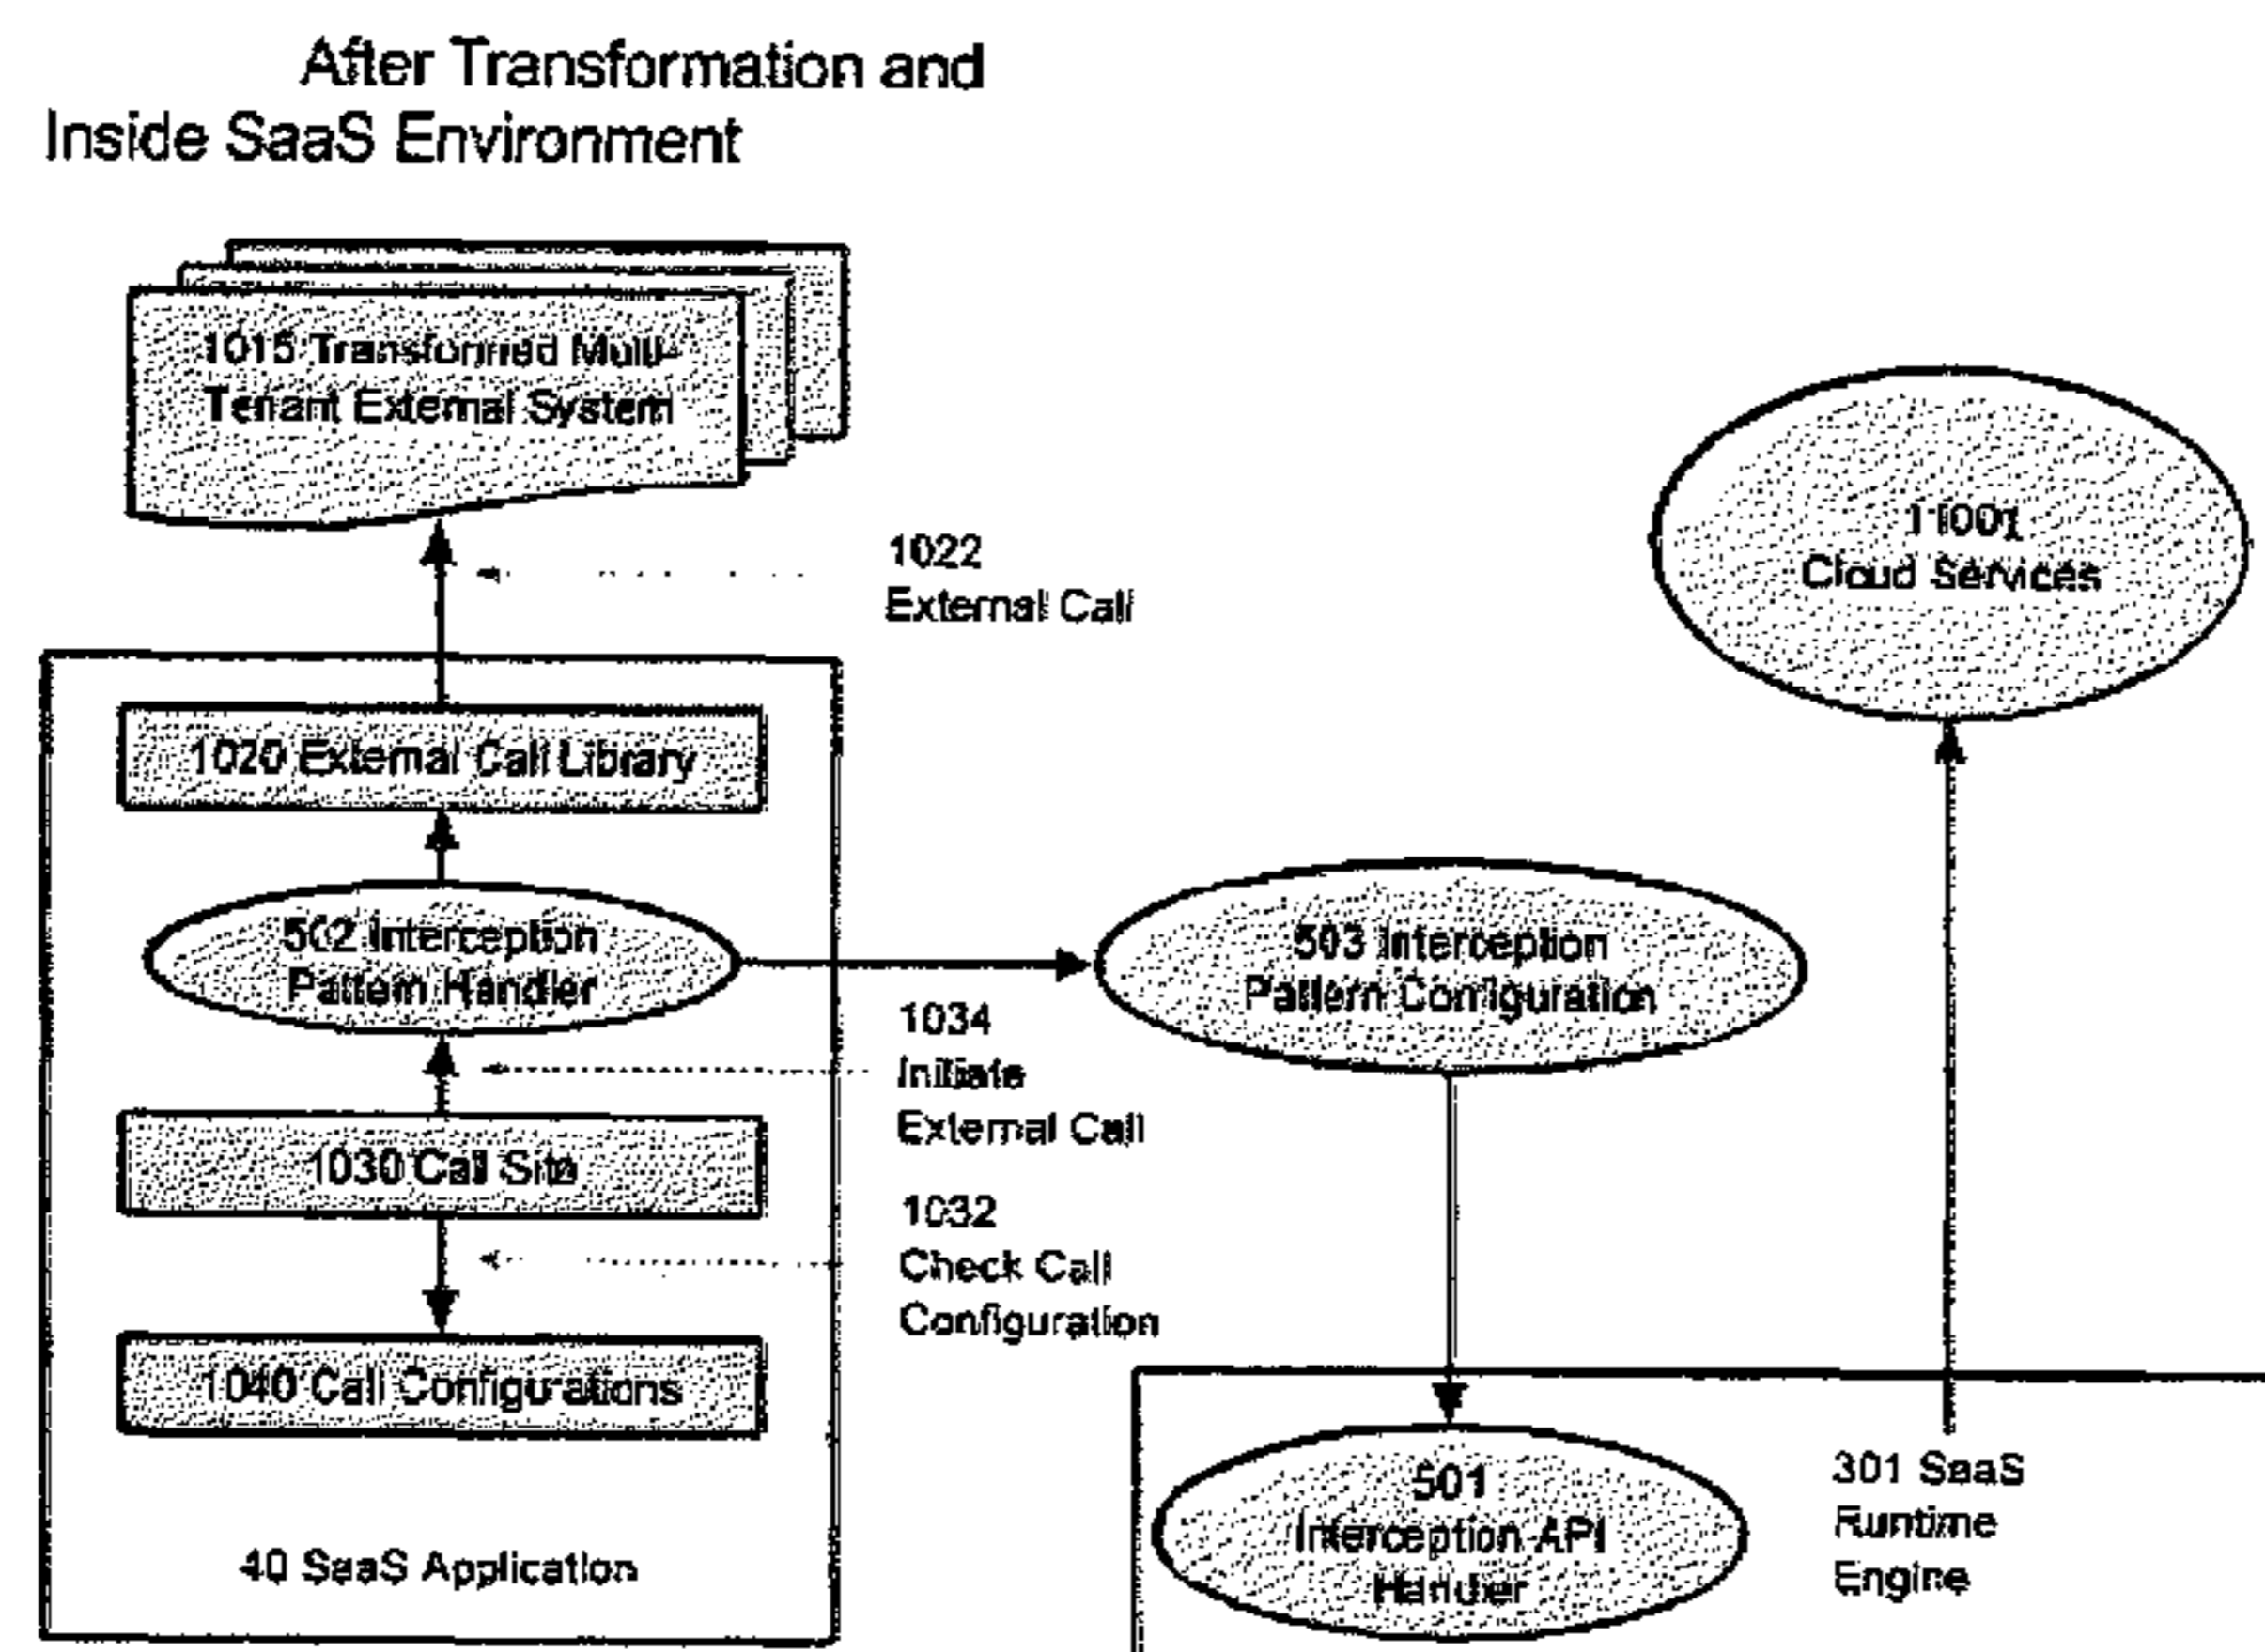 After Transformation and
Inside SaaS Environment
1015 Transformed Multi-
Tenant External System
1022
External Call
11001
Cloud Services
1020 External Call Library
502 Interception
Pattern Handler
503 Interception
Pattern Configuration
1034
Initiate
External Call
1030 Call Site
1032
Check Call
Configuration
1040 Call Configurations
40 SaaS Application
501
Interception API
Handler
301 SaaS
Runtime
Engine